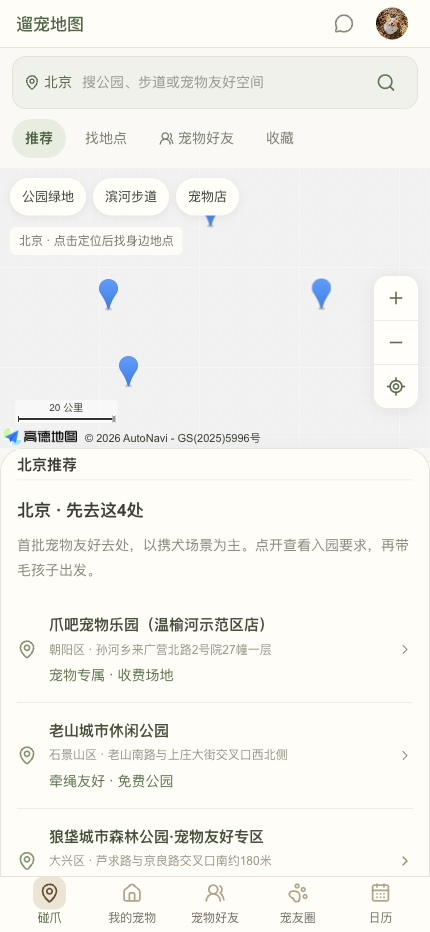 遛宠地图
北京 搜公园、步道或宠物友好空间
推荐 找地点 宠物好友 收藏
公园绿地 滨河步道 宠物店
北京 · 点击定位后找身边地点
20 公里
高德地图 © 2026 AutoNavi - GS(2025)5996号
北京推荐
北京 · 先去这4处
首批宠物友好去处，以携犬场景为主。点开查看入园要求，再带
毛孩子出发。
爪吧宠物乐园（温榆河示范区店）
朝阳区 · 孙河乡来广营北路2号院27幢一层
宠物专属 · 收费场地
老山城市休闲公园
石景山区 · 老山南路与上庄大街交叉口西北侧
牵绳友好 · 免费公园
狼垡城市森林公园·宠物友好专区
大兴区 · 芦求路与京良路交叉口南约180米
碰爪 我的宠物 宠物好友 宠友圈 日历